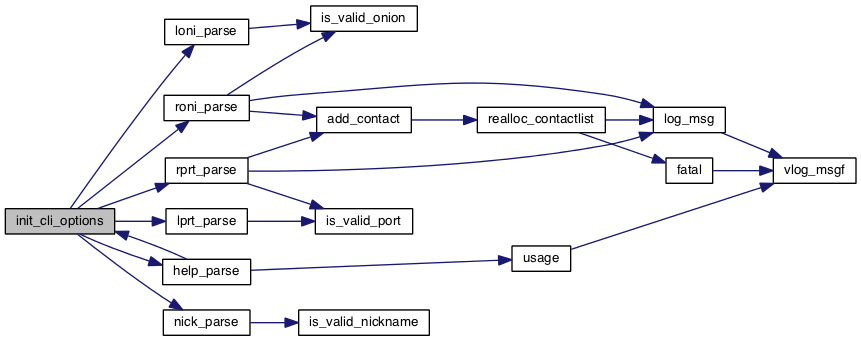 init_cli_options
loni_parse
roni_parse
rprt_parse
lprt_parse
help_parse
nick_parse
is_valid_onion
add_contact
is_valid_port
is_valid_nickname
realloc_contactlist
usage
log_msg
fatal
vlog_msgf